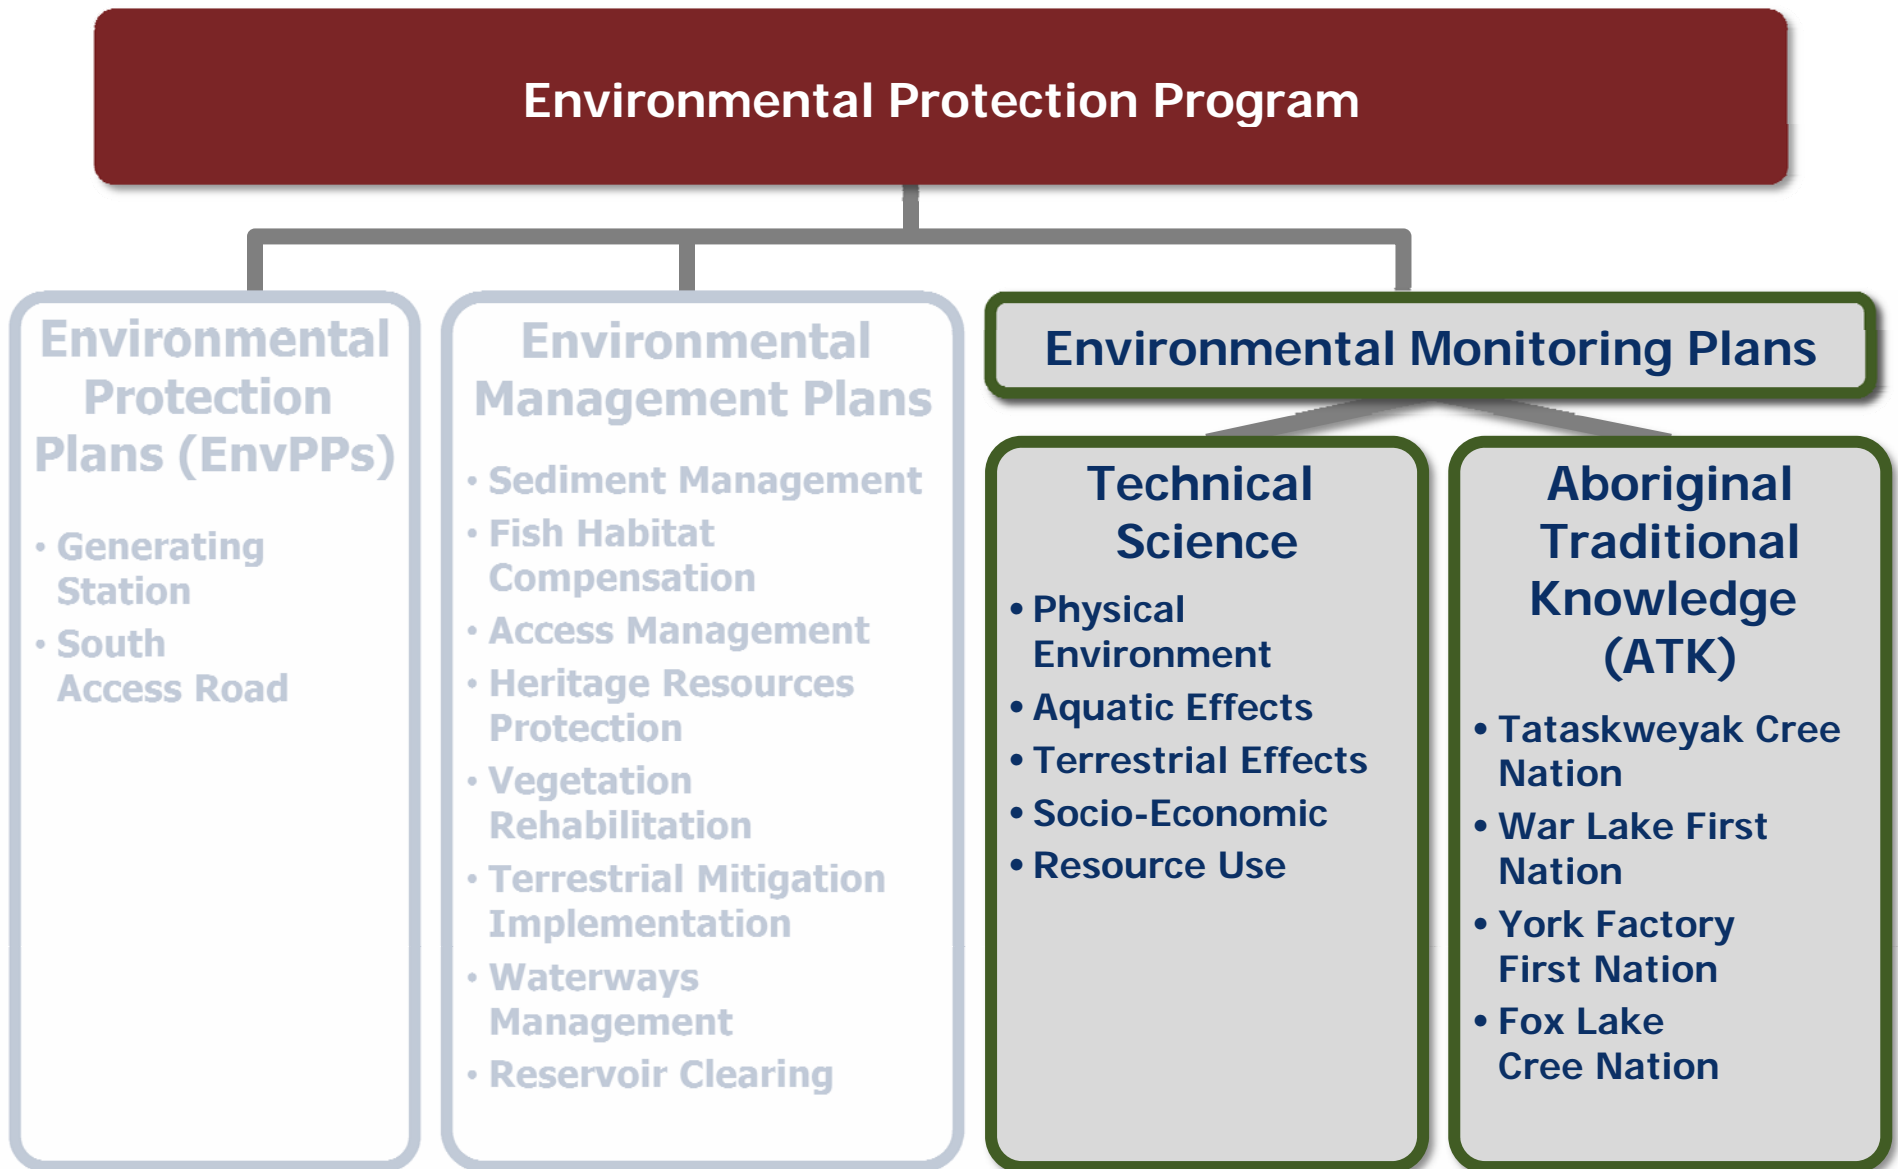 Environmental Protection Program
Environmental
Protection
Plans (EnvPPs)
• Generating
Station
• South
Access Road
Environmental
Management Plans
• Sediment Management
• Fish Habitat
Compensation
• Access Management
• Heritage Resources
Protection
• Vegetation
Rehabilitation
• Terrestrial Mitigation
Implementation
• Waterways
Management
• Reservoir Clearing
Environmental Monitoring Plans
Technical
Science
• Physical
Environment
• Aquatic Effects
• Terrestrial Effects
• Socio-Economic
• Resource Use
Aboriginal
Traditional
Knowledge
(ATK)
• Tataskweyak Cree
Nation
• War Lake First
Nation
• York Factory
First Nation
• Fox Lake
Cree Nation